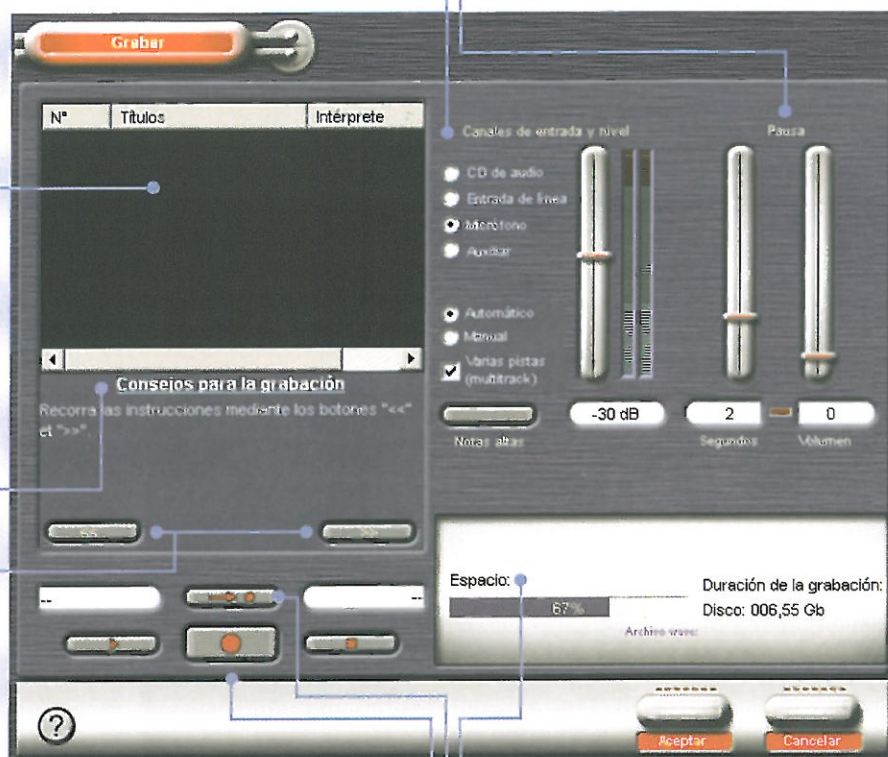 Grabar
Nº Títulos Intérprete
Consejos para la grabación
Recorra las instrucciones mediante los botones "<<"
et ">>".
<<
>>
--
--
Canales de entrada y nivel
CD de audio
Entrada de línea
Micrófono
Auxiliar
Automático
Manual
Varias pistas
(multitrack)
Notas altas
-30 dB
Pausa
2
0
Segundos
Volumen
Espacio:
67%
Duración de la grabación:
Disco: 006,55 Gb
Archivo wave:
?
Aceptar
Cancelar